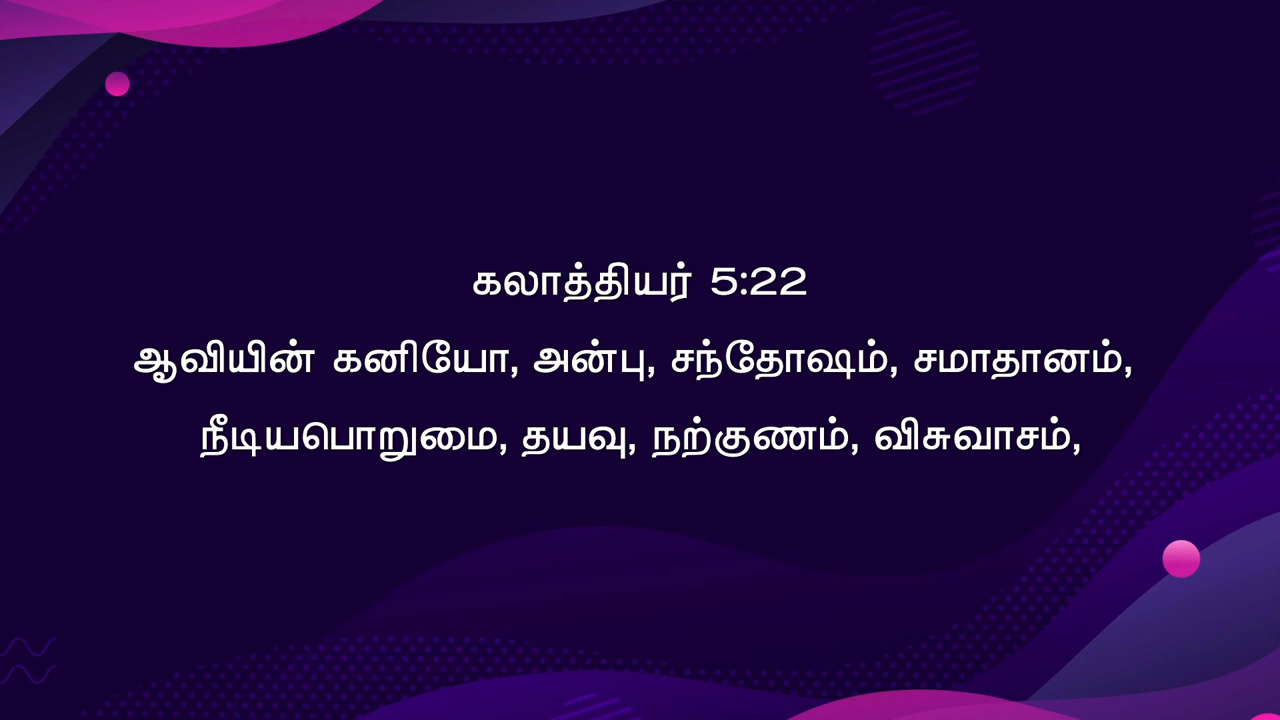 கலாத்தியர் 5:22
ஆவியின் கனியோ, அன்பு, சந்தோஷம், சமாதானம்,
நீடியபொறுமை, தயவு, நற்குணம், விசுவாசம்,